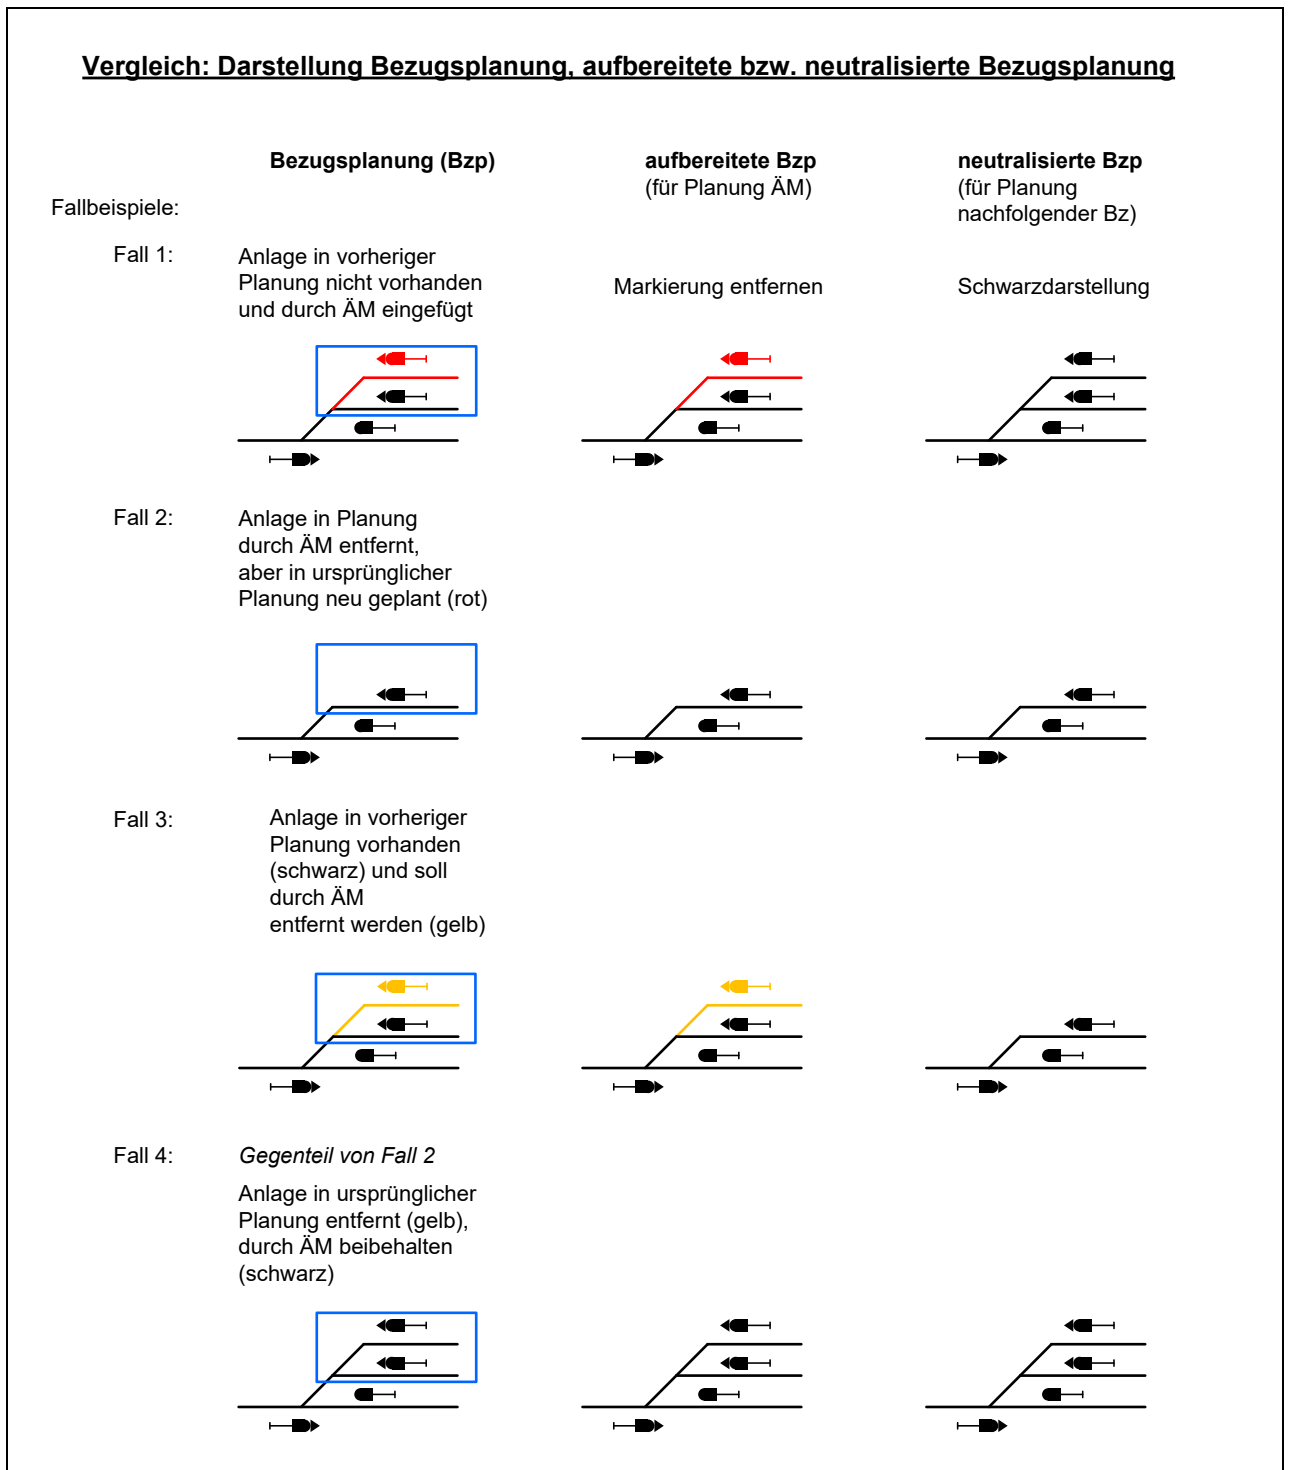 Vergleich: Darstellung Bezugsplanung, aufbereitete bzw. neutralisierte Bezugsplanung
Bezugsplanung (Bzp)
aufbereitete Bzp
(für Planung ÄM)
neutralisierte Bzp
(für Planung
nachfolgender Bz)
Fallbeispiele:
Fall 1:
Anlage in vorheriger
Planung nicht vorhanden
und durch ÄM eingefügt
Markierung entfernen
Schwarzdarstellung
Fall 2:
Anlage in Planung
durch ÄM entfernt,
aber in ursprünglicher
Planung neu geplant (rot)
Fall 3:
Anlage in vorheriger
Planung vorhanden
(schwarz) und soll
durch ÄM
entfernt werden (gelb)
Fall 4:
Gegenteil von Fall 2
Anlage in ursprünglicher
Planung entfernt (gelb),
durch ÄM beibehalten
(schwarz)